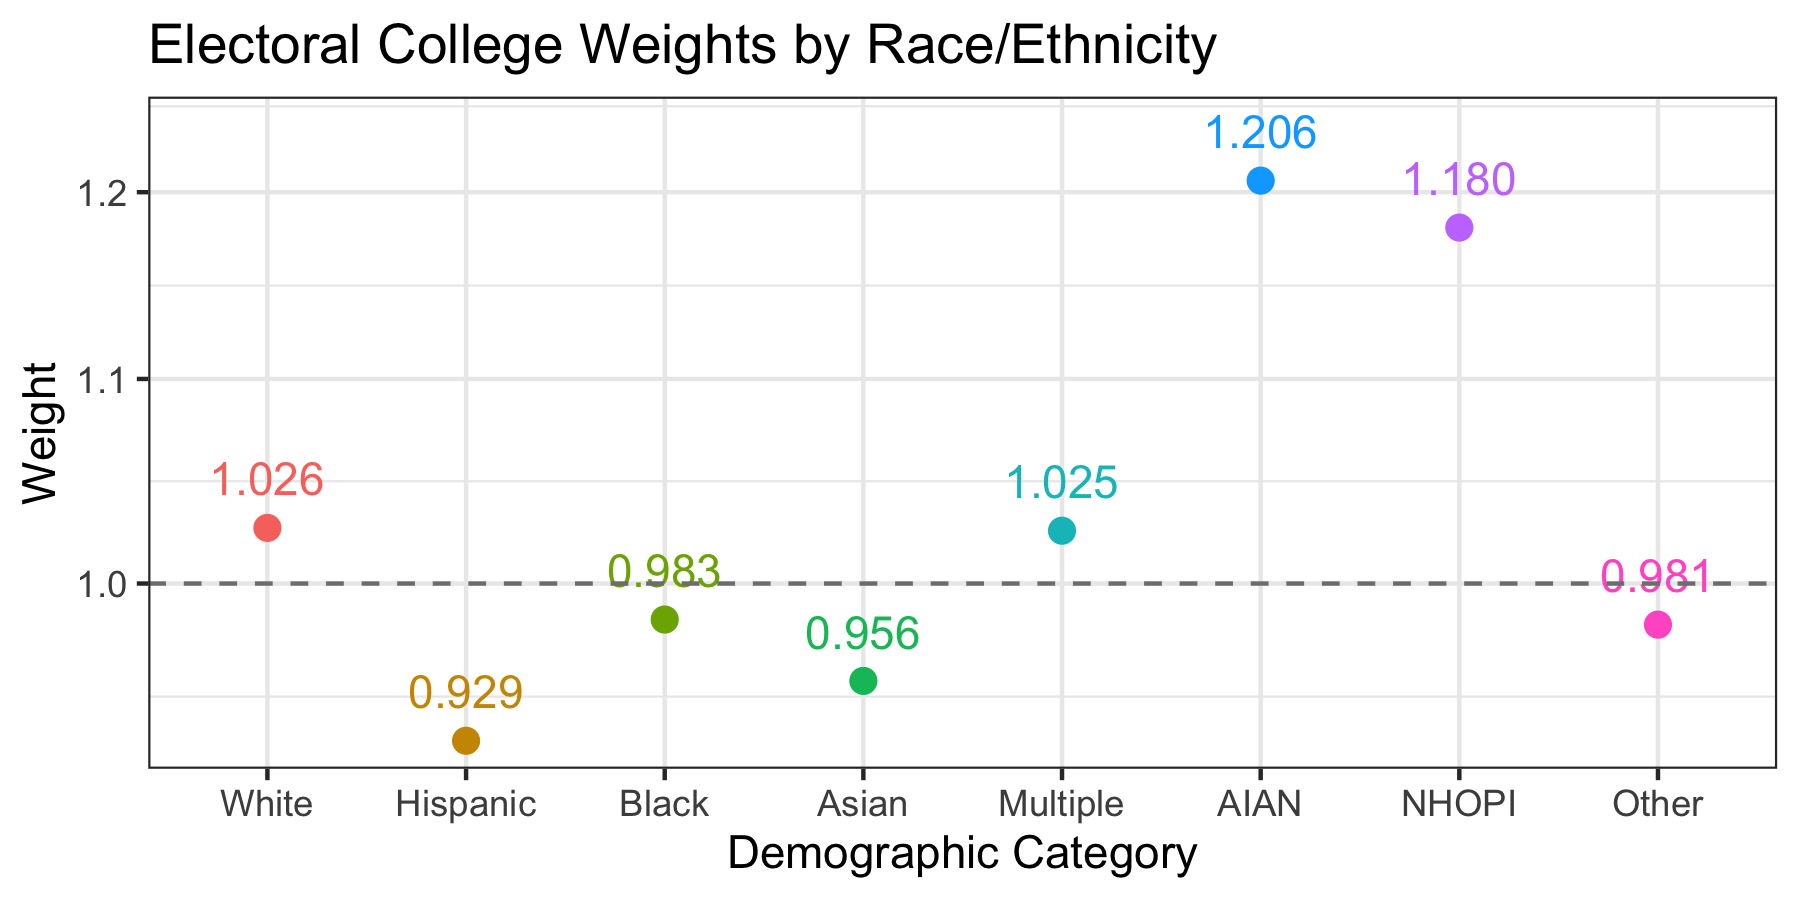 Electoral College Weights by Race/Ethnicity
1.206
1.180
1.2
1.1
Weight
1.026
1.025
0.983
0.981
1.0
0.956
0.929
White Hispanic Black Asian Multiple AIAN NHOPI Other
Demographic Category